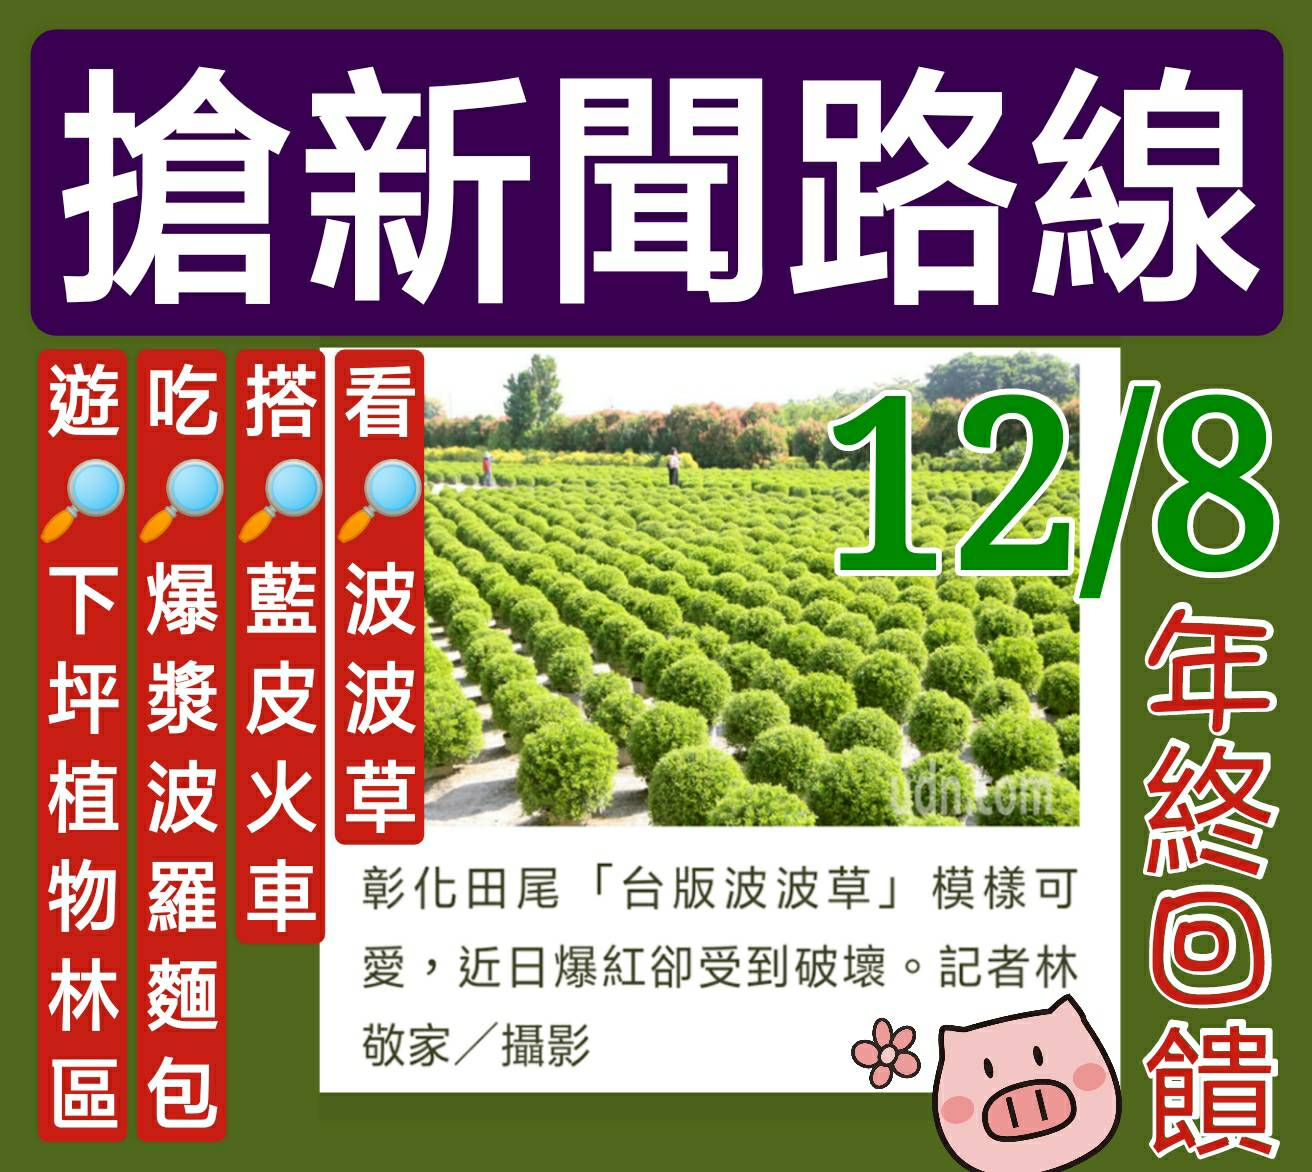 搶新聞路線
12/8
年終回饋
看🔎波波草
搭🔎藍皮火車
吃🔎爆漿波羅麵包
遊🔎下坪植物林區
udn.com
彰化田尾「台版波波草」模樣可
愛，近日爆紅卻受到破壞。記者林
敬家／攝影